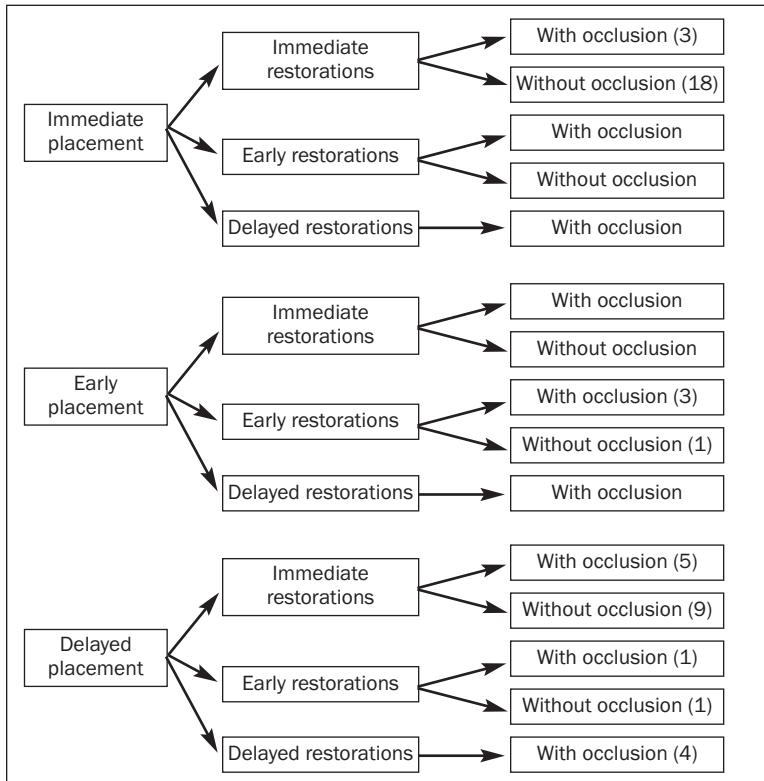 Immediate
placement
Immediate
restorations
With occlusion (3)
Without occlusion (18)
Early restorations
With occlusion
Without occlusion
Delayed restorations
With occlusion
Early
placement
Immediate
restorations
With occlusion
Without occlusion
Early restorations
With occlusion (3)
Without occlusion (1)
Delayed restorations
With occlusion
Delayed
placement
Immediate
restorations
With occlusion (5)
Without occlusion (9)
Early restorations
With occlusion (1)
Without occlusion (1)
Delayed restorations
With occlusion (4)